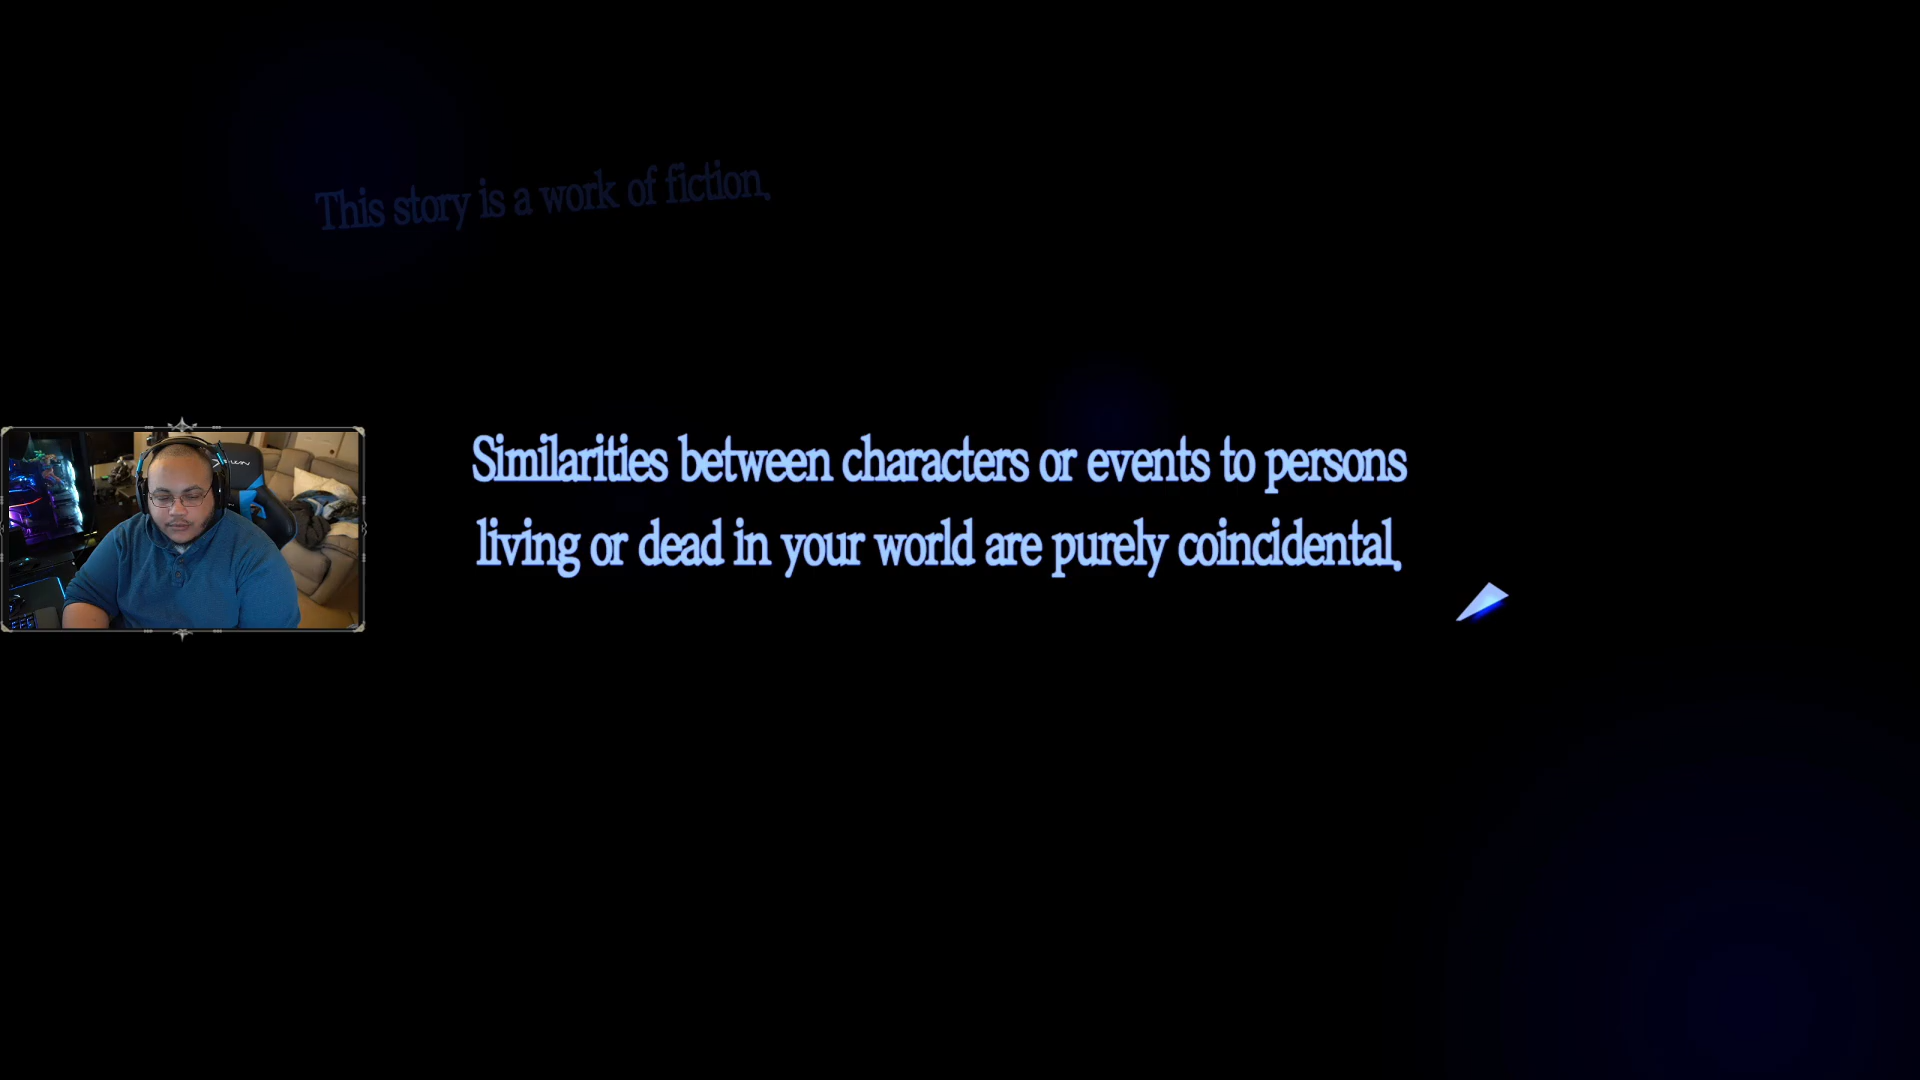 This story is a work of fiction.
Similarities between characters or events to persons
living or dead in your world are purely coincidental.